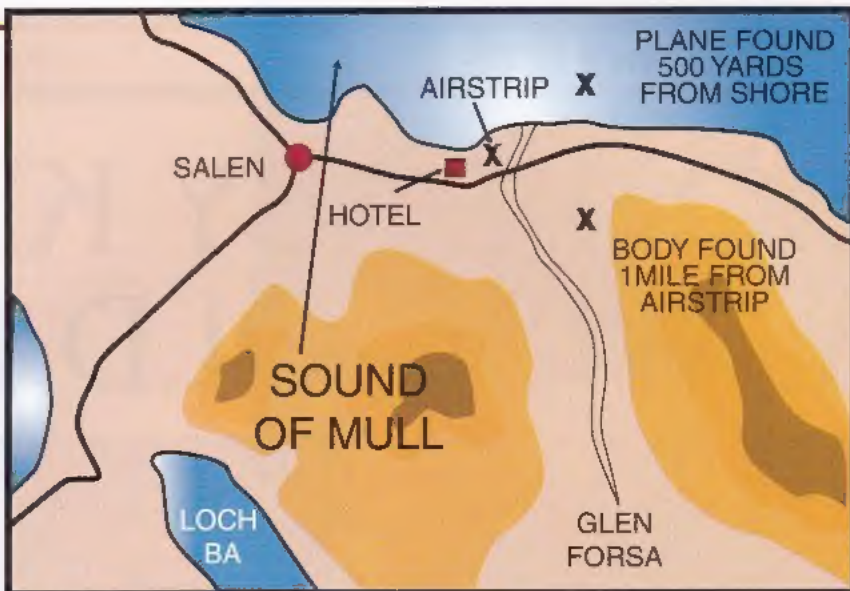 PLANE FOUND
500 YARDS
FROM SHORE
AIRSTRIP
X
X
SALEN
HOTEL
X
BODY FOUND
1MILE FROM
AIRSTRIP
SOUND
OF MULL
LOCH
BA
GLEN
FORSA